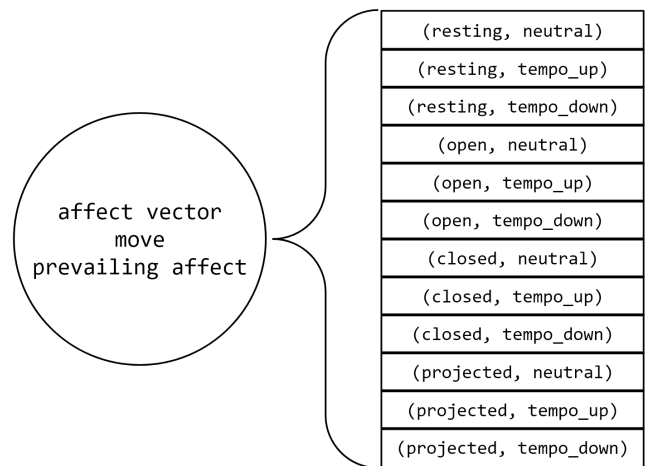 affect vector
move
prevailing affect
(resting, neutral)
(resting, tempo_up)
(resting, tempo_down)
(open, neutral)
(open, tempo_up)
(open, tempo_down)
(closed, neutral)
(closed, tempo_up)
(closed, tempo_down)
(projected, neutral)
(projected, tempo_up)
(projected, tempo_down)